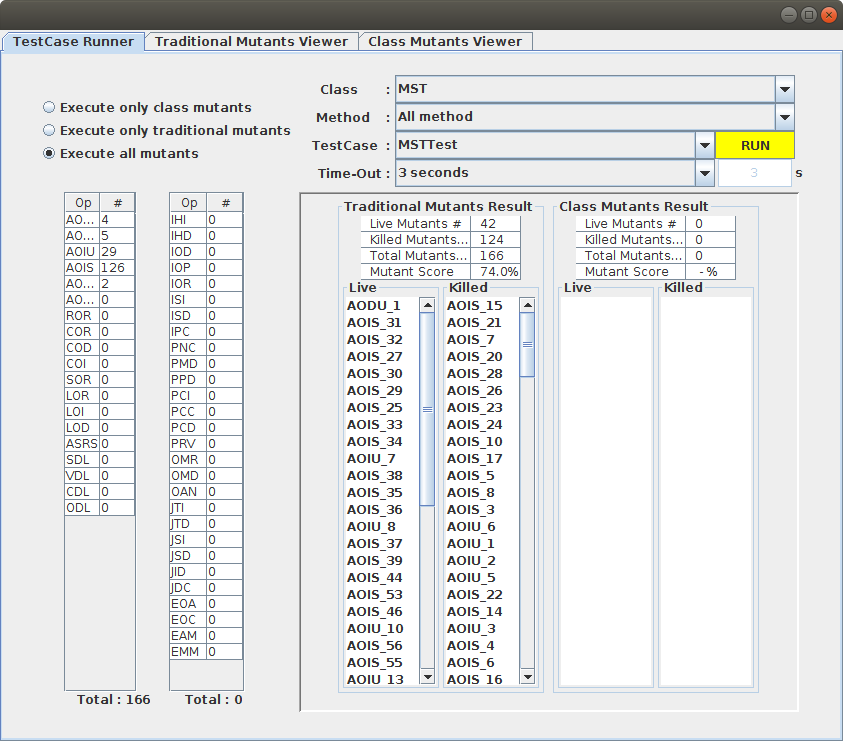 TestCase Runner Traditional Mutants Viewer Class Mutants Viewer
Execute only class mutants
Execute only traditional mutants
Execute all mutants
Class : MST
Method : All method
TestCase : MSTTest RUN
Time-Out : 3 seconds 3 s
Op #
AO... 4
AO... 5
AOIU 29
AOIS 126
AO... 2
AO... 0
ROR 0
COR 0
COD 0
COI 0
SOR 0
LOR 0
LOI 0
LOD 0
ASRS 0
SDL 0
VDL 0
CDL 0
ODL 0
Total : 166
Op #
IHI 0
IHD 0
IOD 0
IOP 0
IOR 0
ISI 0
ISD 0
IPC 0
PNC 0
PMD 0
PPD 0
PCI 0
PCC 0
PCD 0
PRV 0
OMR 0
OMD 0
OAN 0
JTI 0
JTD 0
JSI 0
JSD 0
JID 0
JDC 0
EOA 0
EOC 0
EAM 0
EMM 0
Total : 0
Traditional Mutants Result
Live Mutants # 42
Killed Mutants... 124
Total Mutants... 166
Mutant Score 74.0%
Live
AODU_1
AOIS_31
AOIS_32
AOIS_27
AOIS_30
AOIS_29
AOIS_25
AOIS_33
AOIS_34
AOIU_7
AOIS_38
AOIS_35
AOIS_36
AOIU_8
AOIS_37
AOIS_39
AOIS_44
AOIS_53
AOIS_46
AOIU_10
AOIS_56
AOIS_55
AOIU_13
Killed
AOIS_15
AOIS_21
AOIS_7
AOIS_20
AOIS_28
AOIS_26
AOIS_23
AOIS_24
AOIS_10
AOIS_17
AOIS_5
AOIS_8
AOIS_3
AOIU_6
AOIU_1
AOIU_2
AOIU_5
AOIS_22
AOIS_14
AOIU_3
AOIS_4
AOIS_6
AOIS_16
Class Mutants Result
Live Mutants # 0
Killed Mutants... 0
Total Mutants... 0
Mutant Score - %
Live
Killed